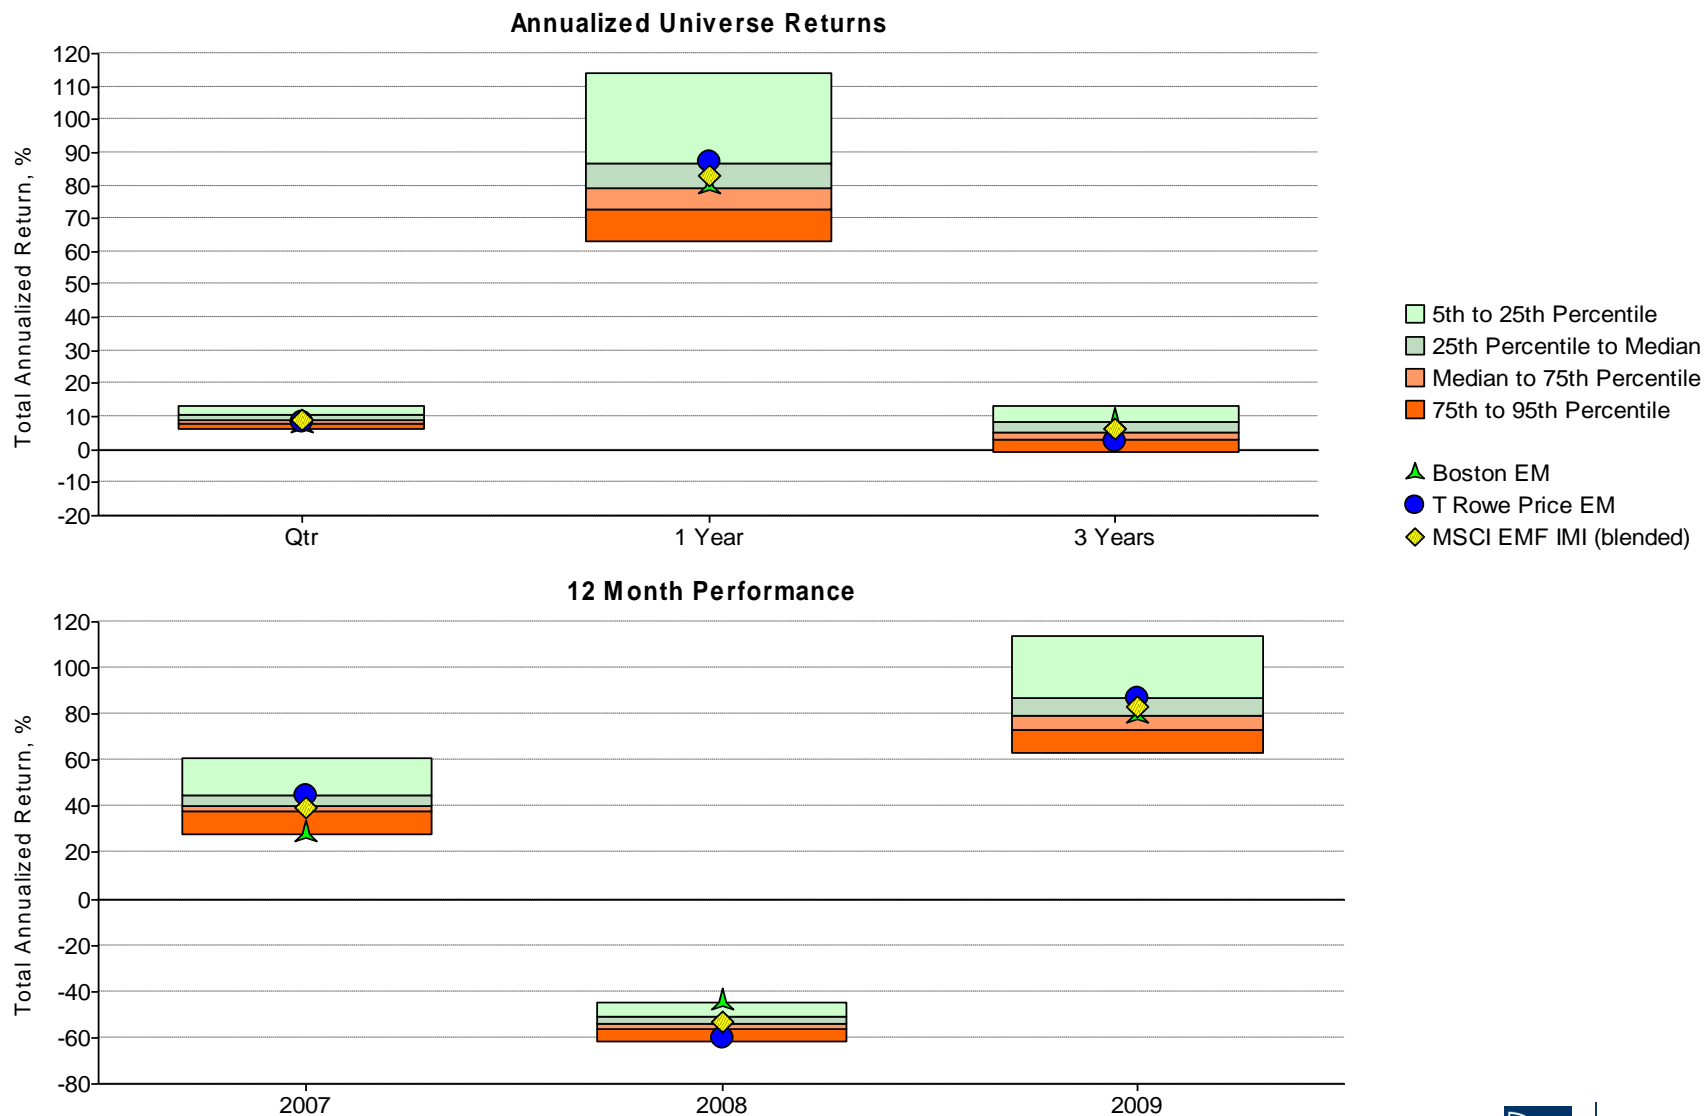 Annualized Universe Returns
Total Annualized Return, %
120
110
100
90
80
70
60
50
40
30
20
10
0
-10
-20
Qtr
1 Year
3 Years
5th to 25th Percentile
25th Percentile to Median
Median to 75th Percentile
75th to 95th Percentile
Boston EM
T Rowe Price EM
MSCI EMF IMI (blended)
12 Month Performance
Total Annualized Return, %
120
100
80
60
40
20
0
-20
-40
-60
-80
2007
2008
2009